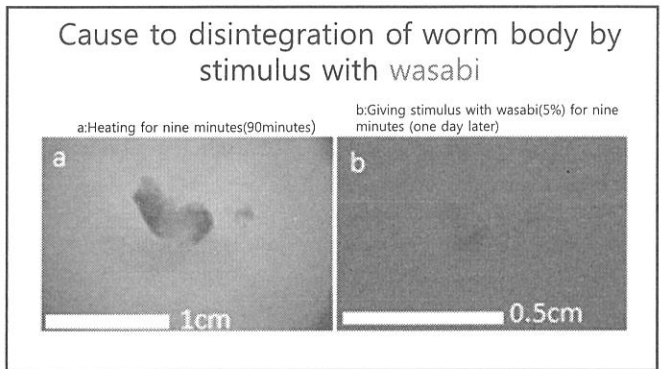 Cause to disintegration of worm body by
stimulus with wasabi
a:Heating for nine minutes(90minutes)
b:Giving stimulus with wasabi(5%) for nine
minutes (one day later)
a
b
1cm
0.5cm